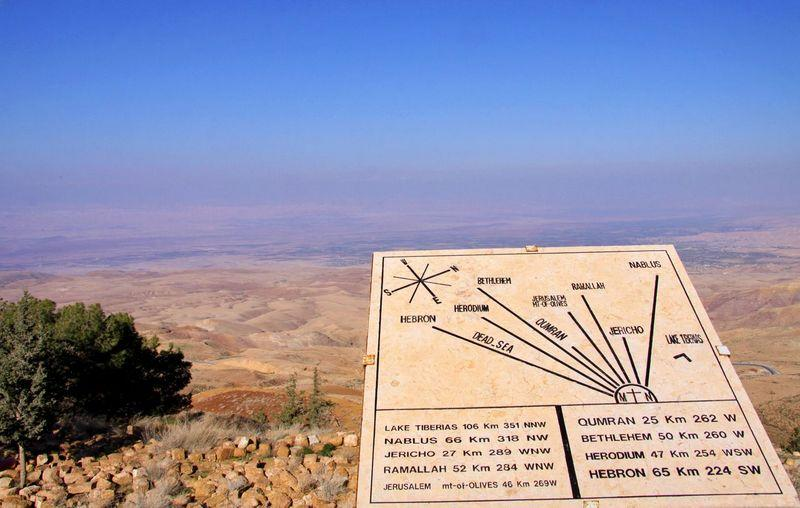 W
N
S
E
BETHLEHEM
RAMALLAH
NABLUS
HEBRON
HERODIUM
JERUSALEM
MT-OF-OLIVES
DEAD_SEA
QUMRAN
JERICHO
LAKE TIBERIAS
M N
LAKE TIBERIAS 106 Km 351 NNW
NABLUS 66 Km 318 NW
JERICHO 27 Km 289 WNW
RAMALLAH 52 Km 284 WNW
JERUSALEM mt-of-OLIVES 46 Km 269W
QUMRAN 25 Km 262 W
BETHLEHEM 50 Km 260 W
HERODIUM 47 Km 254 WSW
HEBRON 65 Km 224 SW